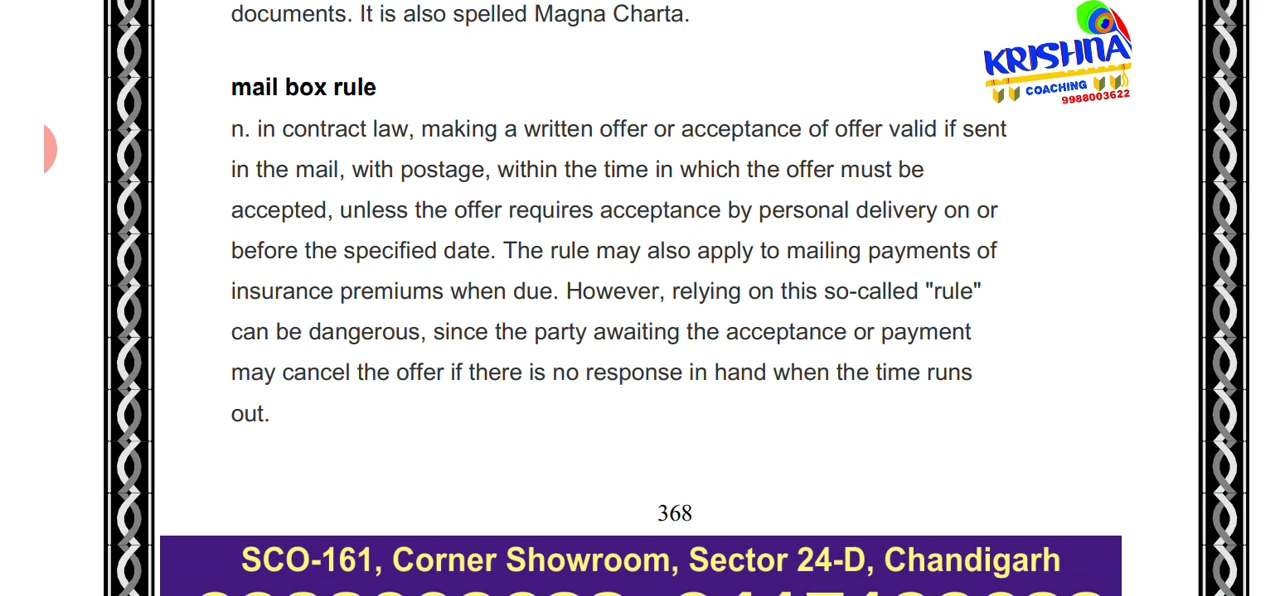 documents. It is also spelled Magna Charta.
KRISHNA
COACHING
9988003622
mail box rule
n. in contract law, making a written offer or acceptance of offer valid if sent
in the mail, with postage, within the time in which the offer must be
accepted, unless the offer requires acceptance by personal delivery on or
before the specified date. The rule may also apply to mailing payments of
insurance premiums when due. However, relying on this so-called "rule"
can be dangerous, since the party awaiting the acceptance or payment
may cancel the offer if there is no response in hand when the time runs
out.
368
SCO-161, Corner Showroom, Sector 24-D, Chandigarh